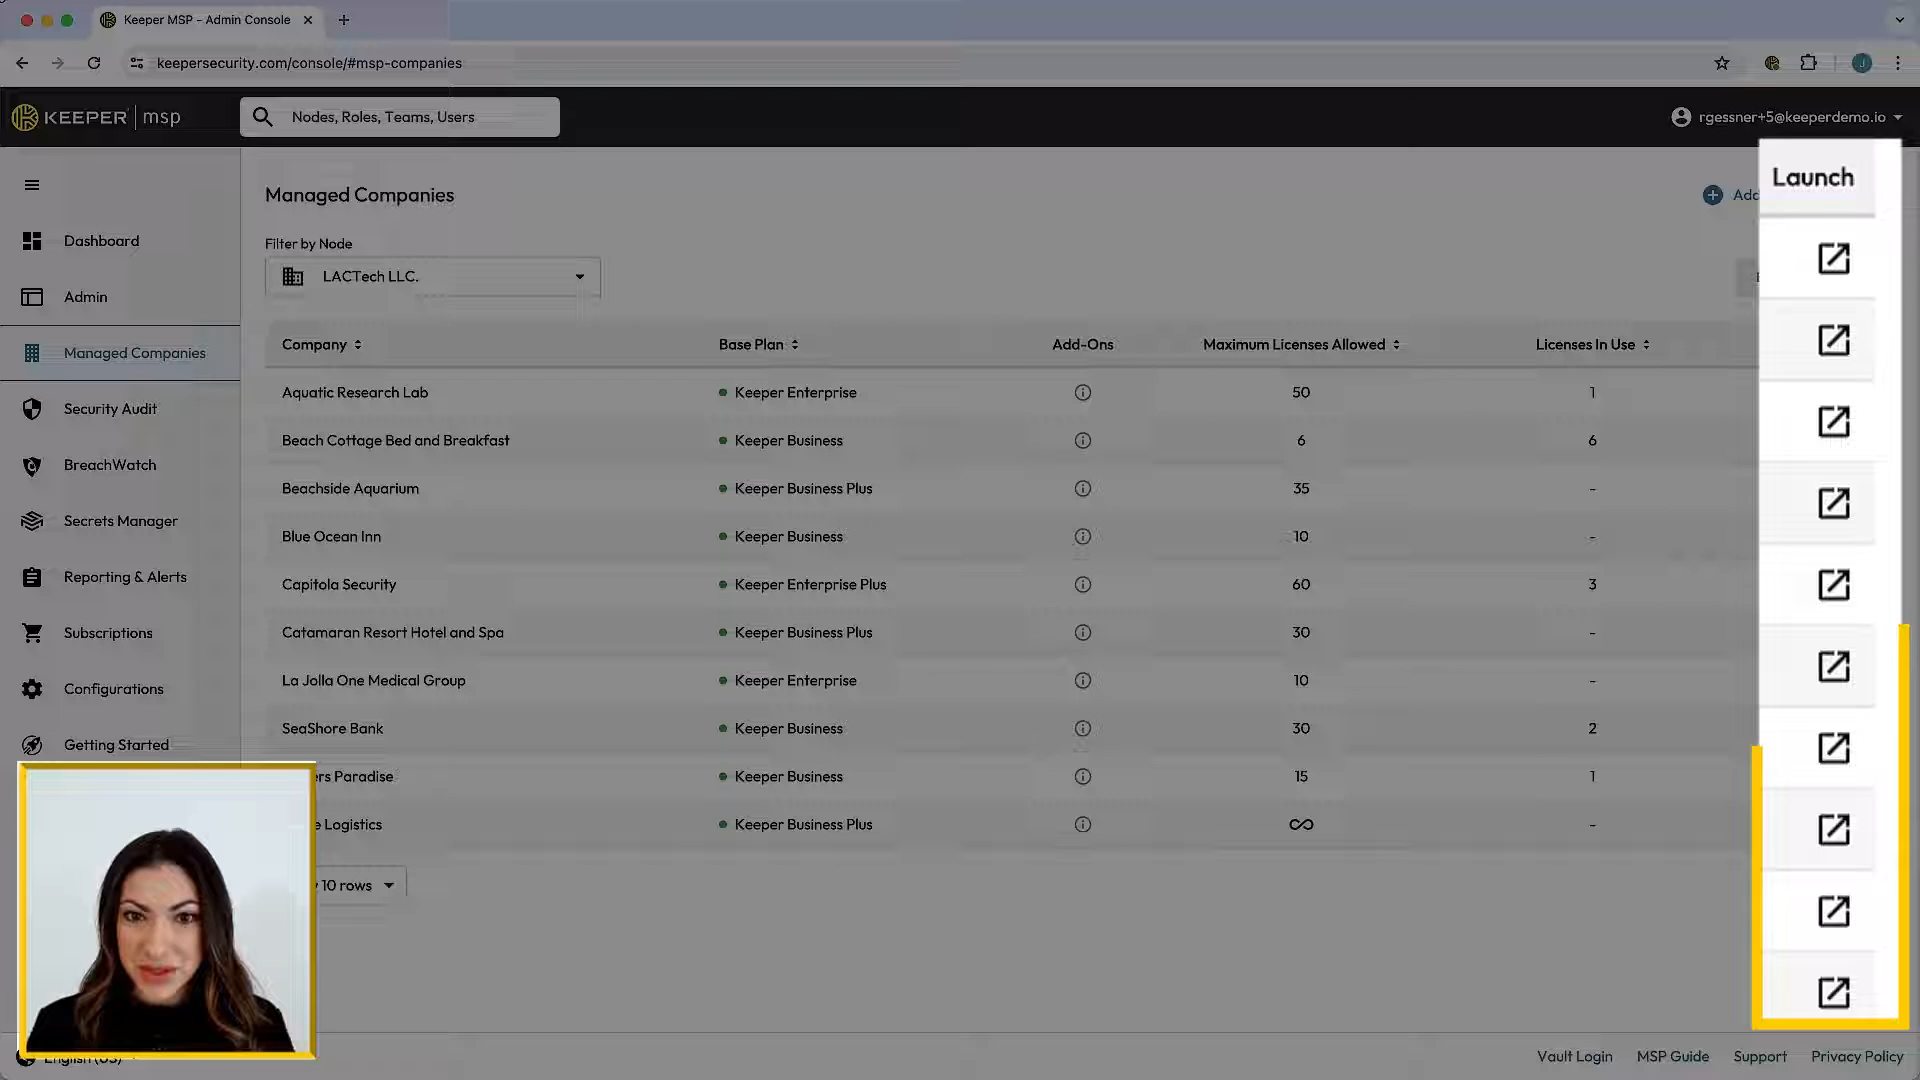 Keeper MSP - Admin Console
keepersecurity.com/console/#msp-companies
J
KEEPER msp
Nodes, Roles, Teams, Users
rgessner+5@keeperdemo.io
Dashboard
Admin
Managed Companies
Security Audit
BreachWatch
Secrets Manager
Reporting & Alerts
Subscriptions
Configurations
Getting Started
Managed Companies
Add
Filter by Node
LACTech LLC.
Company Base Plan Add-Ons Maximum Licenses Allowed Licenses In Use
Aquatic Research Lab Keeper Enterprise 50 1
Beach Cottage Bed and Breakfast Keeper Business 6 6
Beachside Aquarium Keeper Business Plus 35 -
Blue Ocean Inn Keeper Business 10 -
Capitola Security Keeper Enterprise Plus 60 3
Catamaran Resort Hotel and Spa Keeper Business Plus 30 -
La Jolla One Medical Group Keeper Enterprise 10 -
SeaShore Bank Keeper Business 30 2
ers Paradise Keeper Business 15 1
e Logistics Keeper Business Plus ∞ -
10 rows
Launch
English (US)
Vault Login MSP Guide Support Privacy Policy